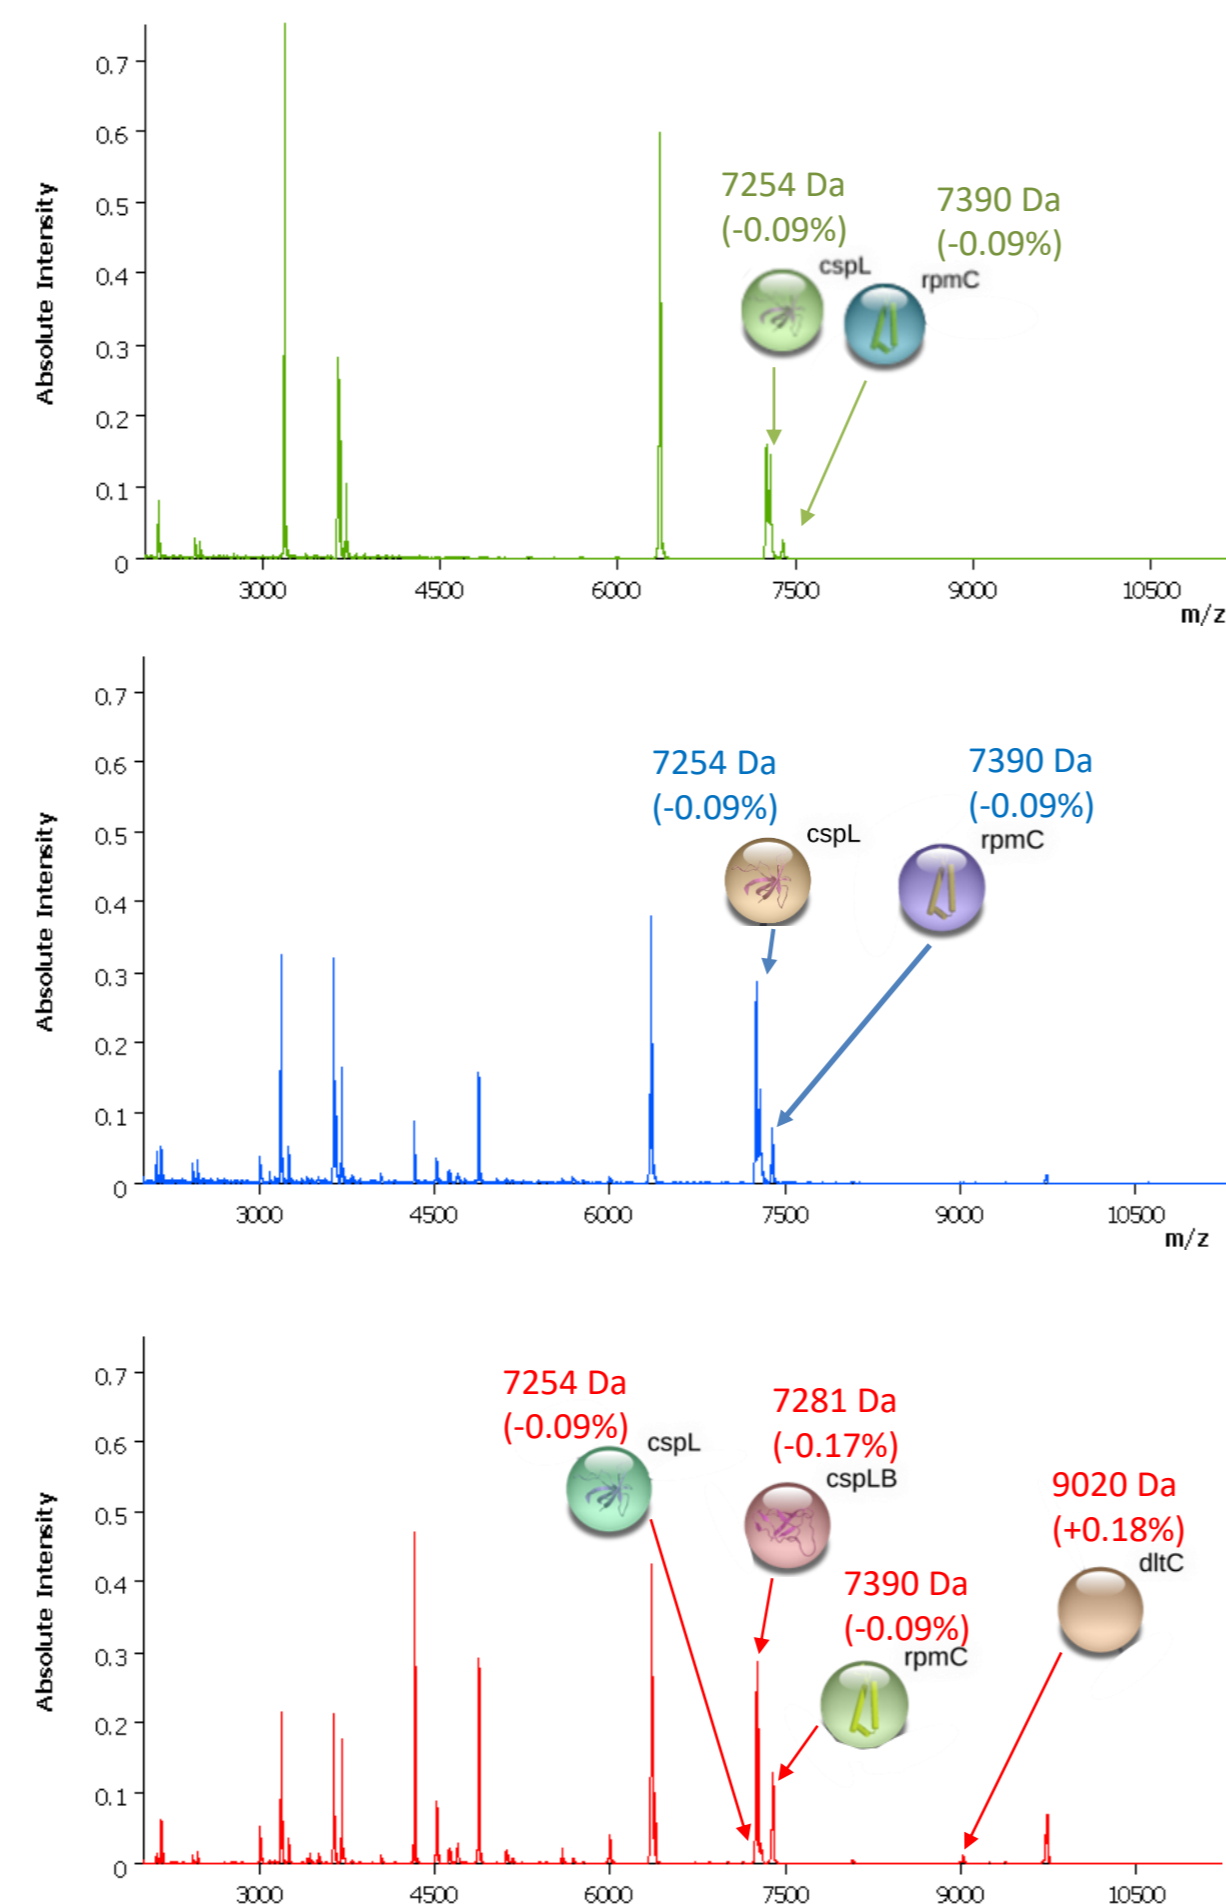 0.7
0.6
0.5
0.4
0.3
0.2
0.1
0
Absolute Intensity
7254 Da
(-0.09%)
cspL
7390 Da
(-0.09%)
rpmC
3000 4500 6000 7500 9000 10500
m/z
0.7
0.6
0.5
0.4
0.3
0.2
0.1
0
Absolute Intensity
7254 Da
(-0.09%)
cspL
7390 Da
(-0.09%)
rpmC
3000 4500 6000 7500 9000 10500
m/z
0.7
0.6
0.5
0.4
0.3
0.2
0.1
0
Absolute Intensity
7254 Da
(-0.09%)
cspL
7281 Da
(-0.17%)
cspLB
7390 Da
(-0.09%)
rpmC
9020 Da
(+0.18%)
dltC
3000 4500 6000 7500 9000 10500